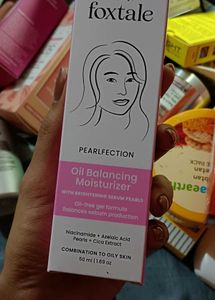 foxtale
PEARLFECTION
Oil Balancing
Moisturizer
WITH BRIGHTENING SERUM PEARLS
Oil-free gel formula
Balances sebum production
Niacinamide + Azelaic Acid
Pearls + Cica Extract
COMBINATION TO OILY SKIN
50 ml | 1.69 oz
earth